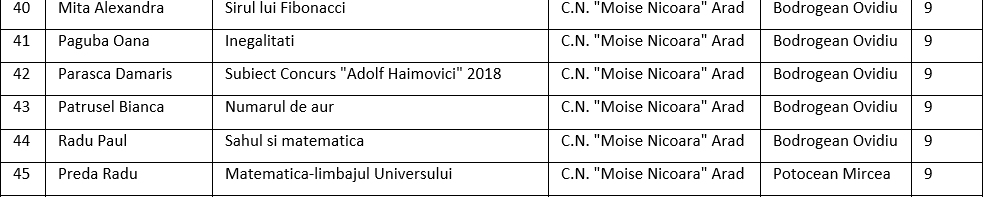 40 Mita Alexandra Sirul lui Fibonacci C.N. "Moise Nicoara" Arad Bodrogean Ovidiu 9
41 Paguba Oana Inegalitati C.N. "Moise Nicoara" Arad Bodrogean Ovidiu 9
42 Parasca Damaris Subiect Concurs "Adolf Haimovici" 2018 C.N. "Moise Nicoara" Arad Bodrogean Ovidiu 9
43 Patrusel Bianca Numarul de aur C.N. "Moise Nicoara" Arad Bodrogean Ovidiu 9
44 Radu Paul Sahul si matematica C.N. "Moise Nicoara" Arad Bodrogean Ovidiu 9
45 Preda Radu Matematica-limbajul Universului C.N. "Moise Nicoara" Arad Potocean Mircea 9